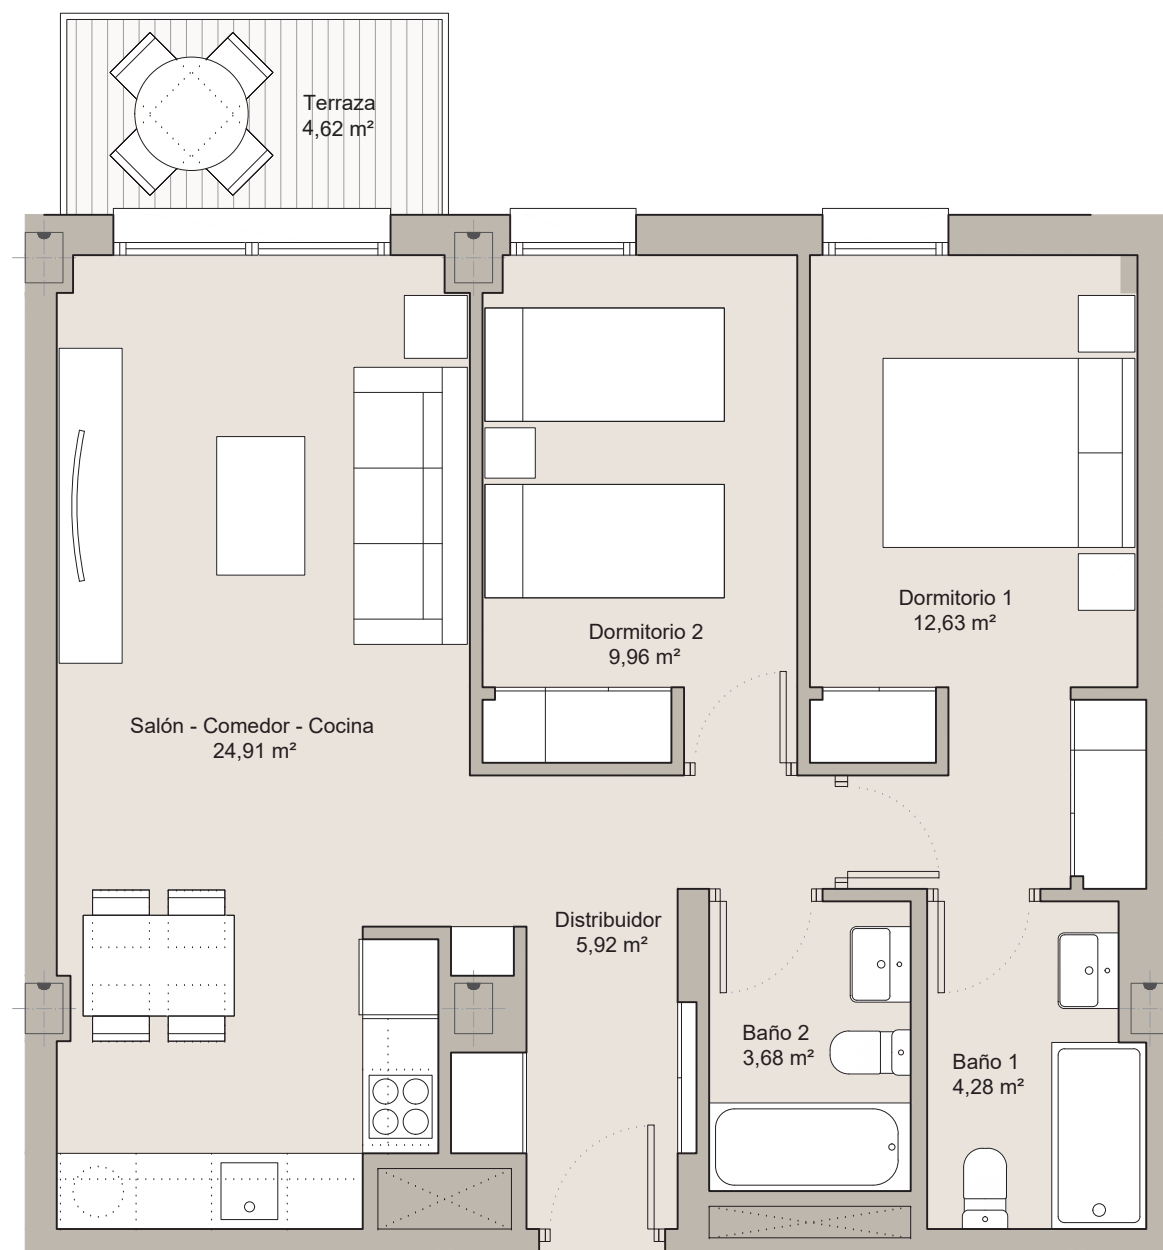 Terraza
4,62 m²
Dormitorio 1
12,63 m²
Dormitorio 2
9,96 m²
Salón - Comedor - Cocina
24,91 m²
Distribuidor
5,92 m²
Baño 2
3,68 m²
Baño 1
4,28 m²